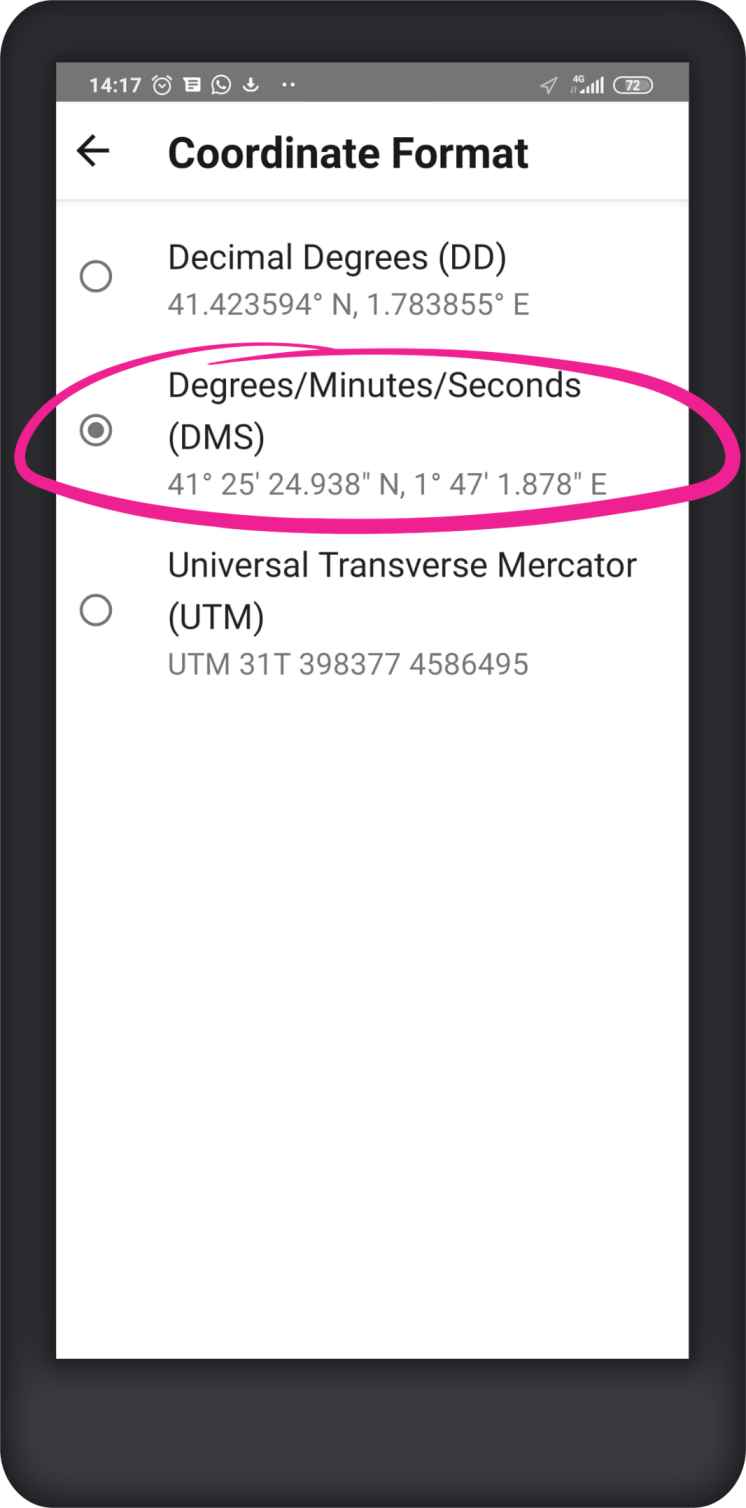 14:17 4G 72
Coordinate Format
Decimal Degrees (DD)
41.423594° N, 1.783855° E
Degrees/Minutes/Seconds
(DMS)
41° 25' 24.938" N, 1° 47' 1.878" E
Universal Transverse Mercator
(UTM)
UTM 31T 398377 4586495